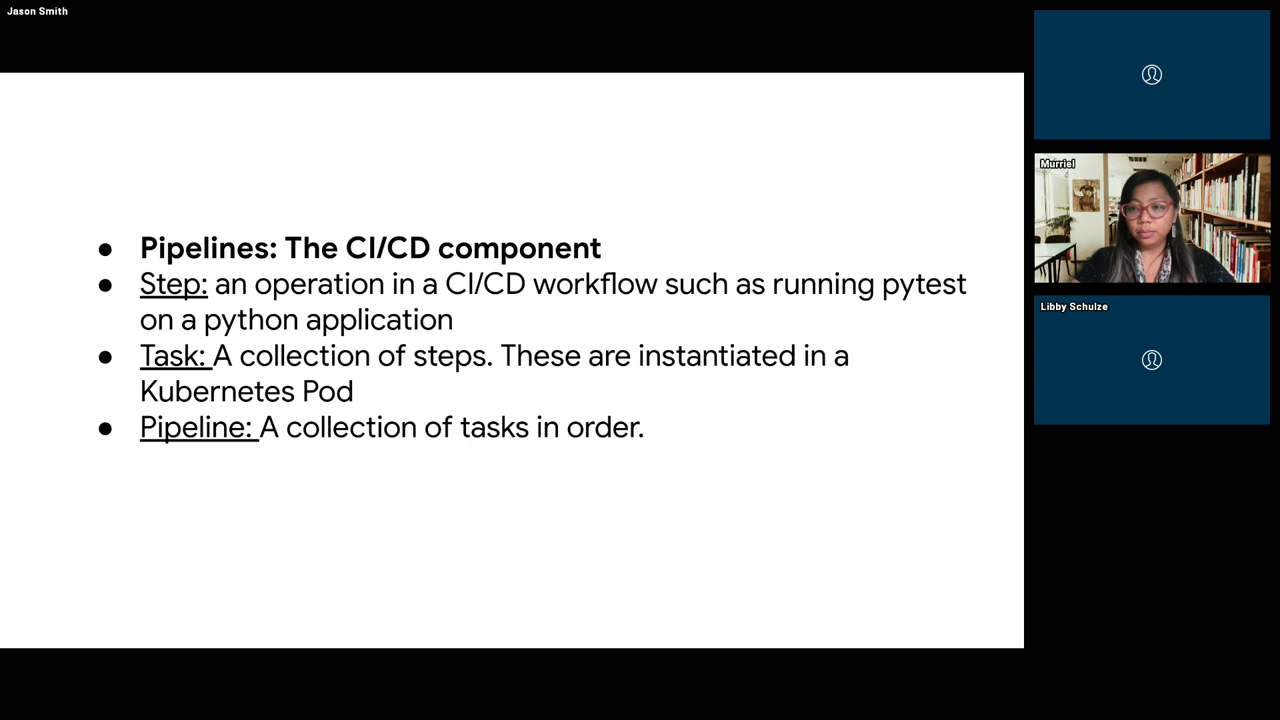 Jason Smith
● Pipelines: The CI/CD component
● Step: an operation in a CI/CD workflow such as running pytest
on a python application
● Task: A collection of steps. These are instantiated in a
Kubernetes Pod
● Pipeline: A collection of tasks in order.
Murriel
Libby Schulze